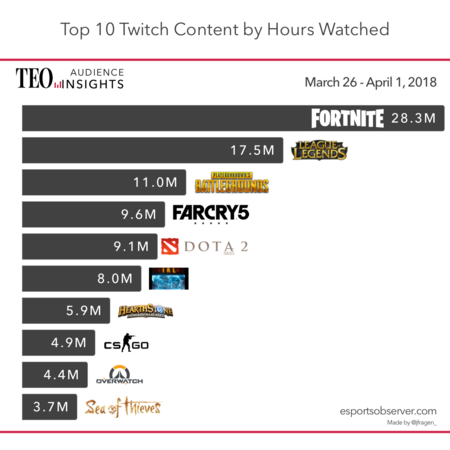 Top 10 Twitch Content by Hours Watched
TEO AUDIENCE INSIGHTS
March 26 - April 1, 2018
FORTNITE 28.3M
17.5M LEAGUE of LEGENDS
11.0M BATTLEGROUNDS
9.6M FARCRY5
9.1M DOTA 2
8.0M IRL
5.9M HEARTHSTONE
4.9M CS GO
4.4M OVERWATCH
3.7M Sea of Thieves
esportsobserver.com
Made by @jfragen_